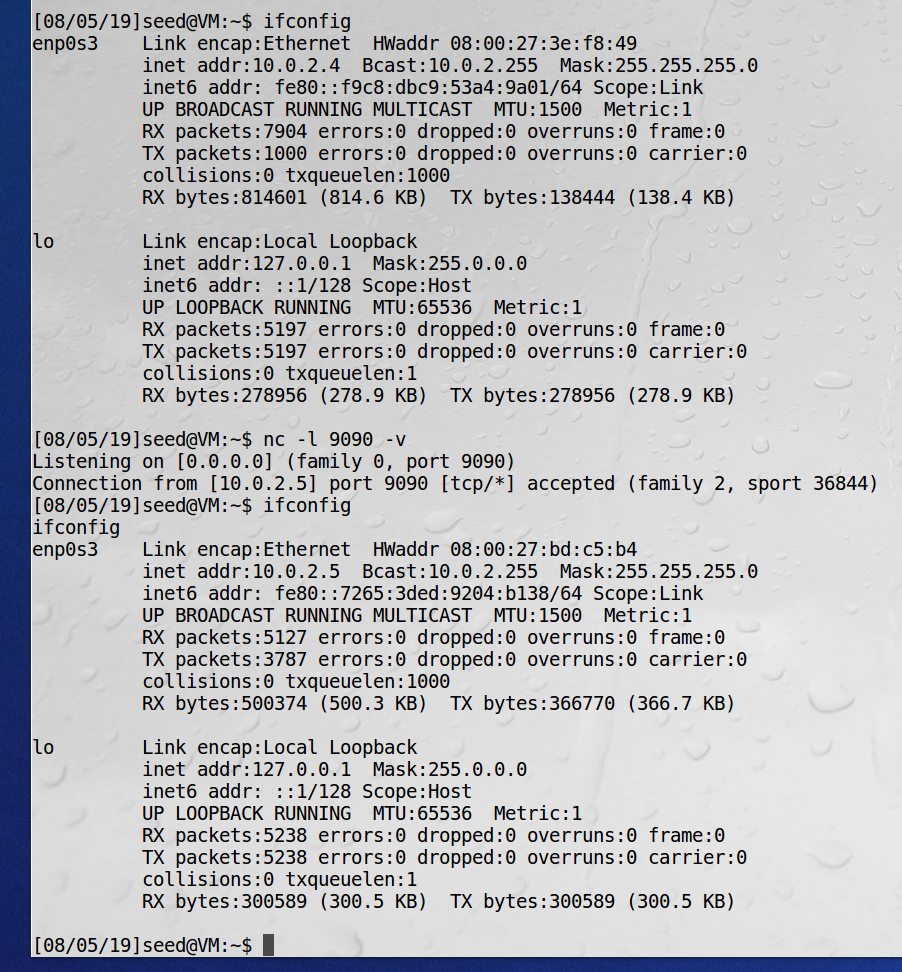 [08/05/19]seed@VM:~$ ifconfig
enp0s3    Link encap:Ethernet  HWaddr 08:00:27:3e:f8:49
          inet addr:10.0.2.4  Bcast:10.0.2.255  Mask:255.255.255.0
          inet6 addr: fe80::f9c8:dbc9:53a4:9a01/64 Scope:Link
          UP BROADCAST RUNNING MULTICAST  MTU:1500  Metric:1
          RX packets:7904 errors:0 dropped:0 overruns:0 frame:0
          TX packets:1000 errors:0 dropped:0 overruns:0 carrier:0
          collisions:0 txqueuelen:1000
          RX bytes:814601 (814.6 KB)  TX bytes:138444 (138.4 KB)

lo        Link encap:Local Loopback
          inet addr:127.0.0.1  Mask:255.0.0.0
          inet6 addr: ::1/128 Scope:Host
          UP LOOPBACK RUNNING  MTU:65536  Metric:1
          RX packets:5197 errors:0 dropped:0 overruns:0 frame:0
          TX packets:5197 errors:0 dropped:0 overruns:0 carrier:0
          collisions:0 txqueuelen:1
          RX bytes:278956 (278.9 KB)  TX bytes:278956 (278.9 KB)

[08/05/19]seed@VM:~$ nc -l 9090 -v
Listening on [0.0.0.0] (family 0, port 9090)
Connection from [10.0.2.5] port 9090 [tcp/*] accepted (family 2, sport 36844)
[08/05/19]seed@VM:~$ ifconfig
ifconfig
enp0s3    Link encap:Ethernet  HWaddr 08:00:27:bd:c5:b4
          inet addr:10.0.2.5  Bcast:10.0.2.255  Mask:255.255.255.0
          inet6 addr: fe80::7265:3ded:9204:b138/64 Scope:Link
          UP BROADCAST RUNNING MULTICAST  MTU:1500  Metric:1
          RX packets:5127 errors:0 dropped:0 overruns:0 frame:0
          TX packets:3787 errors:0 dropped:0 overruns:0 carrier:0
          collisions:0 txqueuelen:1000
          RX bytes:500374 (500.3 KB)  TX bytes:366770 (366.7 KB)

lo        Link encap:Local Loopback
          inet addr:127.0.0.1  Mask:255.0.0.0
          inet6 addr: ::1/128 Scope:Host
          UP LOOPBACK RUNNING  MTU:65536  Metric:1
          RX packets:5238 errors:0 dropped:0 overruns:0 frame:0
          TX packets:5238 errors:0 dropped:0 overruns:0 carrier:0
          collisions:0 txqueuelen:1
          RX bytes:300589 (300.5 KB)  TX bytes:300589 (300.5 KB)

[08/05/19]seed@VM:~$